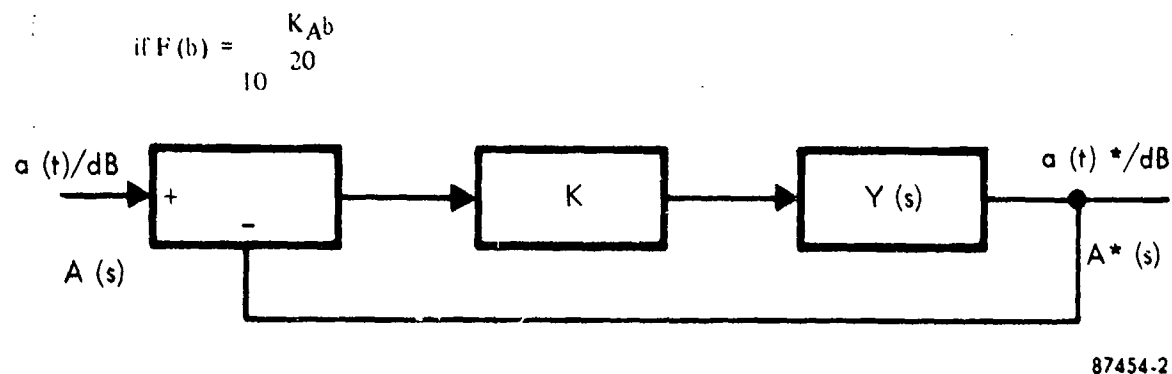 K_A b
if F(b) = 20
10
a (t)/dB
a (t) */dB
+
K
Y (s)
-
A (s)
A* (s)
87454-2